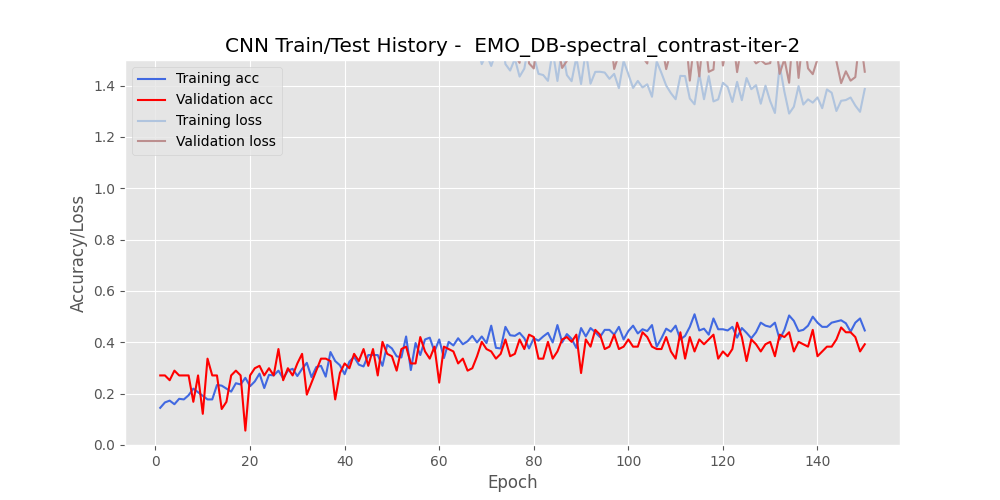 CNN Train/Test History -  EMO_DB-spectral_contrast-iter-2
Training acc
Validation acc
Training loss
Validation loss
Accuracy/Loss
1.4
1.2
1.0
0.8
0.6
0.4
0.2
0.0
0 20 40 60 80 100 120 140
Epoch